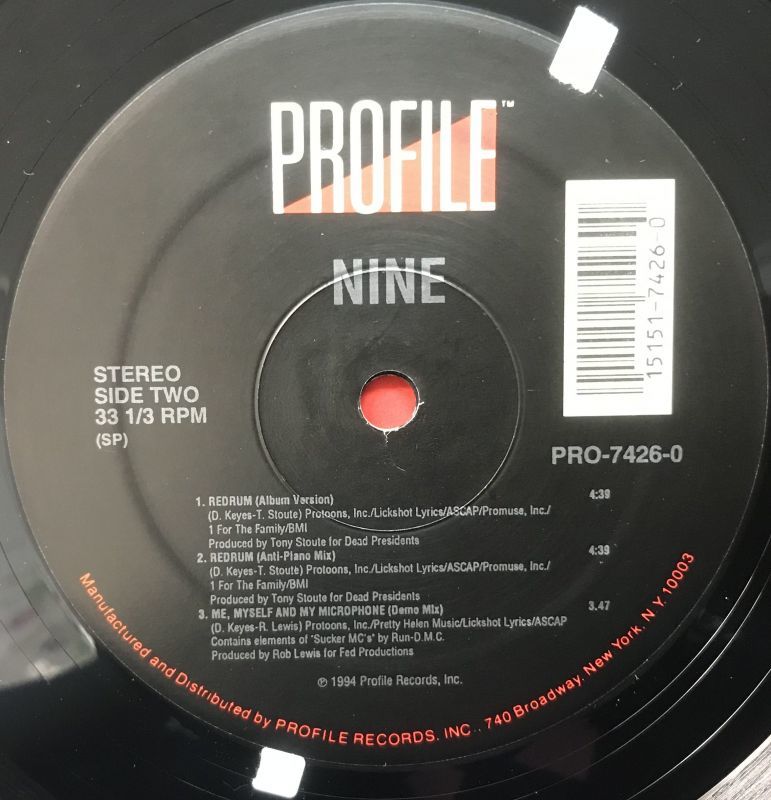 PROFILE™
NINE
15151-7426-0
STEREO
SIDE TWO
33 1/3 RPM
(SP)
PRO-7426-0
1. REDRUM (Album Version) 4:39
(D. Keyes-T. Stoute) Protoons, Inc./Lickshot Lyrics/ASCAP/Promuse, Inc./
1 For The Family/BMI
Produced by Tony Stoute for Dead Presidents
2. REDRUM (Anti-Piano Mix) 4:39
(D. Keyes-T. Stoute) Protoons, Inc./Lickshot Lyrics/ASCAP/Promuse, Inc./
1 For The Family/BMI
Produced by Tony Stoute for Dead Presidents
3. ME, MYSELF AND MY MICROPHONE (Demo Mix) 3.47
(D. Keyes-R. Lewis) Protoons, Inc./Pretty Helen Music/Lickshot Lyrics/ASCAP
Contains elements of "Sucker MC's" by Run-D.M.C.
Produced by Rob Lewis for Fed Productions
℗ 1994 Profile Records, Inc.
Manufactured and Distributed by PROFILE RECORDS. INC., 740 Broadway. New York, N.Y. 10003